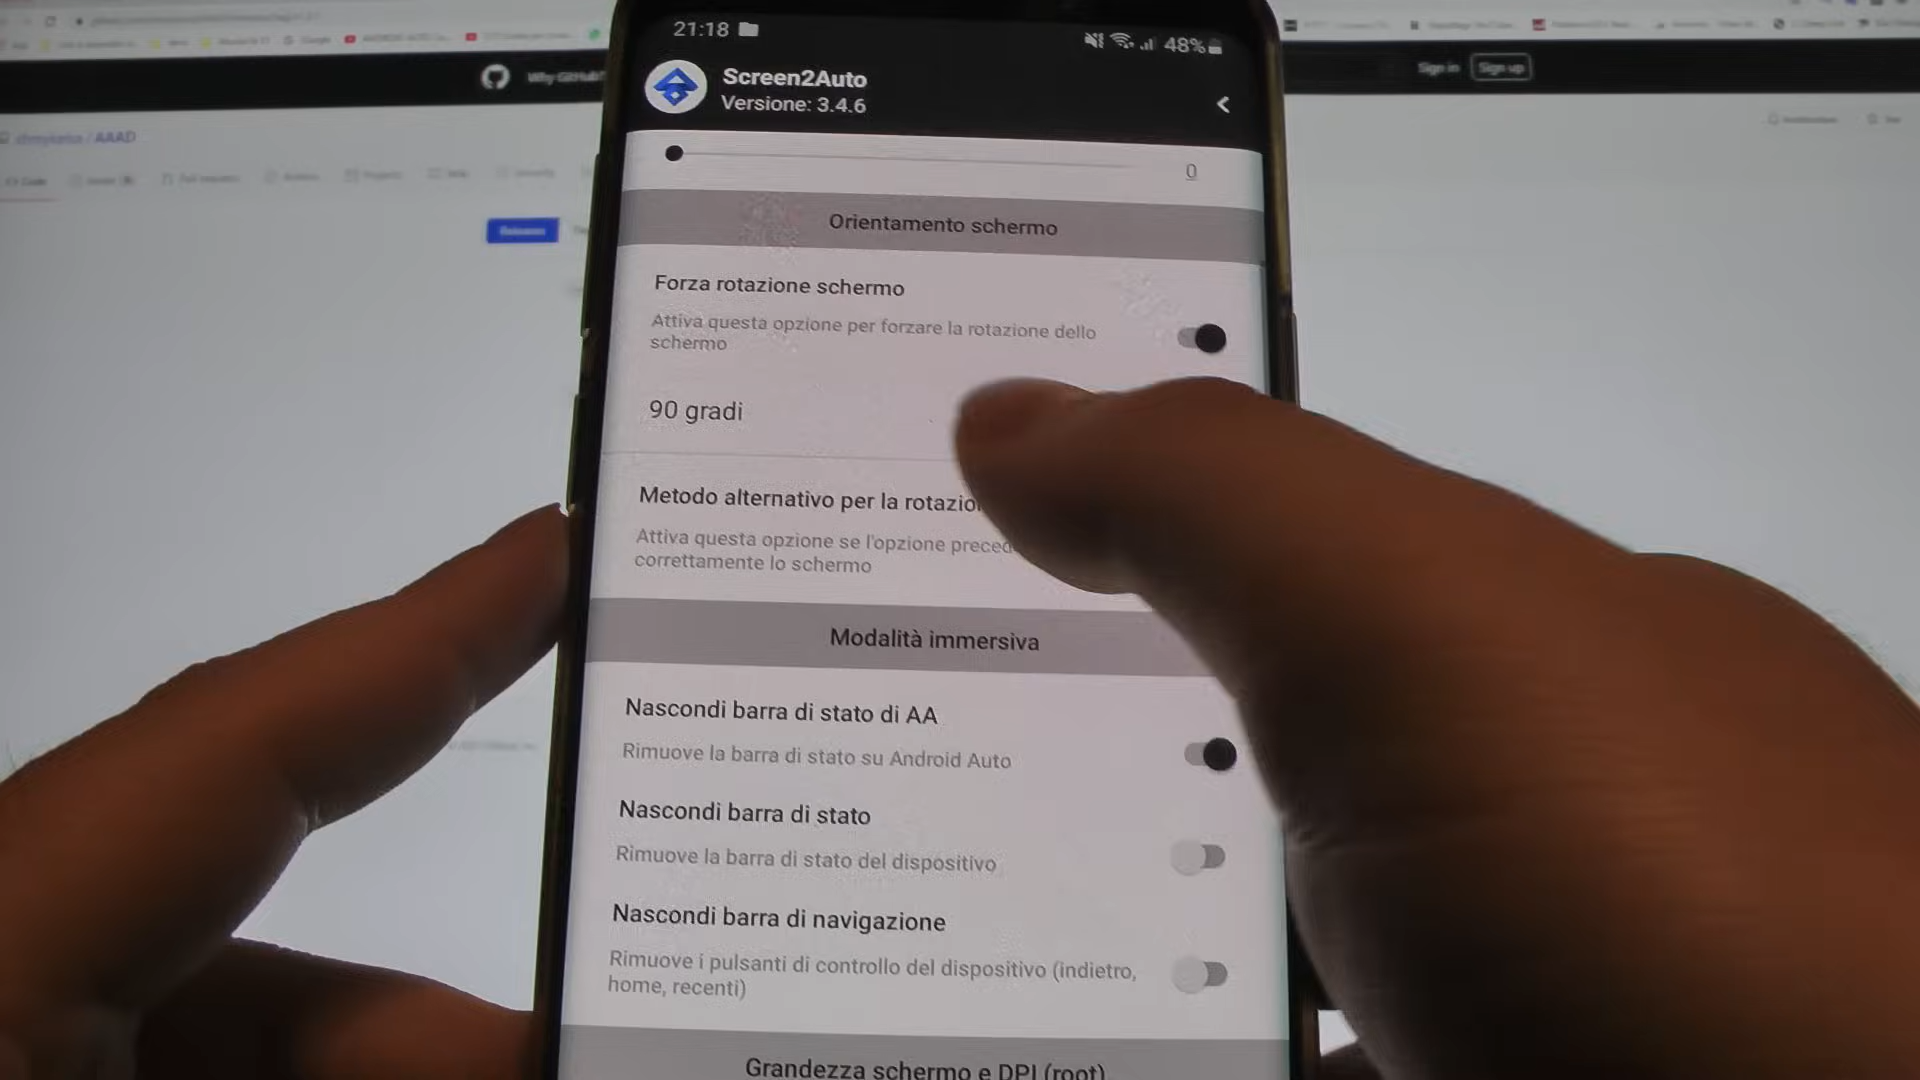 21:18
48%
Screen2Auto
Versione: 3.4.6
Why GitHub?
Sign in
Sign up
/ AAAD
Code
0
Orientamento schermo
Forza rotazione schermo
Attiva questa opzione per forzare la rotazione dello
schermo
90 gradi
Metodo alternativo per la
Attiva questa opzione se l'opzione
correttamente lo schermo
Modalità immersiva
Nascondi barra di stato di AA
Rimuove la barra di stato su Android Auto
Nascondi barra di stato
Rimuove la barra di stato del dispositivo
Nascondi barra di navigazione
Rimuove i pulsanti di controllo del dispositivo (indietro,
home, recenti)
Grandezza schermo e DPI (root)